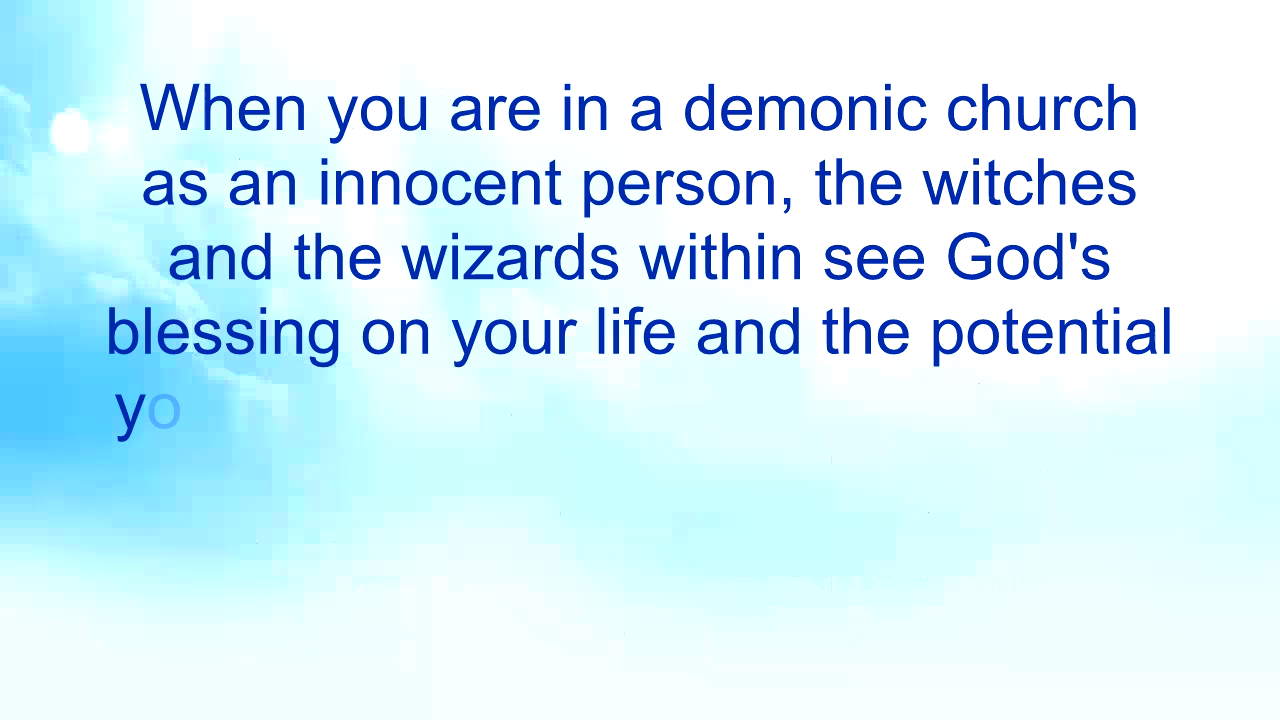 When you are in a demonic church
as an innocent person, the witches
and the wizards within see God's
blessing on your life and the potential
yo